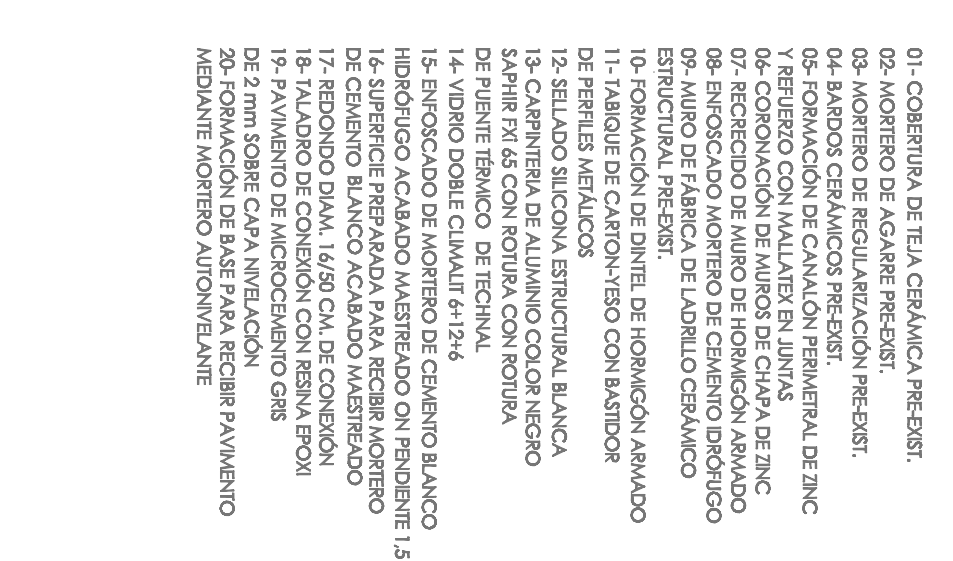 01- COBERTURA DE TEJA CERÁMICA PRE-EXIST.
02- MORTERO DE AGARRE PRE-EXIST.
03- MORTERO DE REGULARIZACIÓN PRE-EXIST.
04- BARDOS CERÁMICOS PRE-EXIST.
05- FORMACIÓN DE CANALÓN PERIMETRAL DE ZINC
Y REFUERZO CON MALLATEX EN JUNTAS
06- CORONACIÓN DE MUROS DE CHAPA DE ZINC
07- RECRECIDO DE MURO DE HORMIGÓN ARMADO
08- ENFOSCADO MORTERO DE CEMENTO IDRÓFUGO
09- MURO DE FÁBRICA DE LADRILLO CERÁMICO
ESTRUCTURAL PRE-EXIST.
10- FORMACIÓN DE DINTEL DE HORMIGÓN ARMADO
11- TABIQUE DE CARTON-YESO CON BASTIDOR
DE PERFILES METÁLICOS
12- SELLADO SILICONA ESTRUCTURAL BLANCA
13- CARPINTERIA DE ALUMINIO COLOR NEGRO
SAPHIR FXî 65 CON ROTURA CON ROTURA
DE PUENTE TÉRMICO DE TECHNAL
14- VIDRIO DOBLE CLIMALIT 6+12+6
15- ENFOSCADO DE MORTERO DE CEMENTO BLANCO
HIDRÓFUGO ACABADO MAESTREADO ON PENDIENTE 1,5
16- SUPERFICIE PREPARADA PARA RECIBIR MORTERO
DE CEMENTO BLANCO ACABADO MAESTREADO
17- REDONDO DIAM. 16/50 CM. DE CONEXIÓN
18- TALADRO DE CONEXIÓN CON RESINA EPOXI
19- PAVIMENTO DE MICROCEMENTO GRIS
DE 2 mm SOBRE CAPA NIVELACIÓN
20- FORMACIÓN DE BASE PARA RECIBIR PAVIMENTO
MEDIANTE MORTERO AUTONIVELANTE